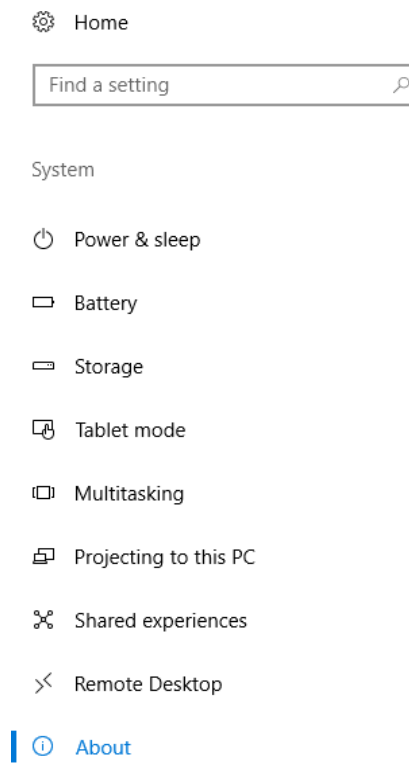 Home
Find a setting
System
Power & sleep
Battery
Storage
Tablet mode
Multitasking
Projecting to this PC
Shared experiences
Remote Desktop
About